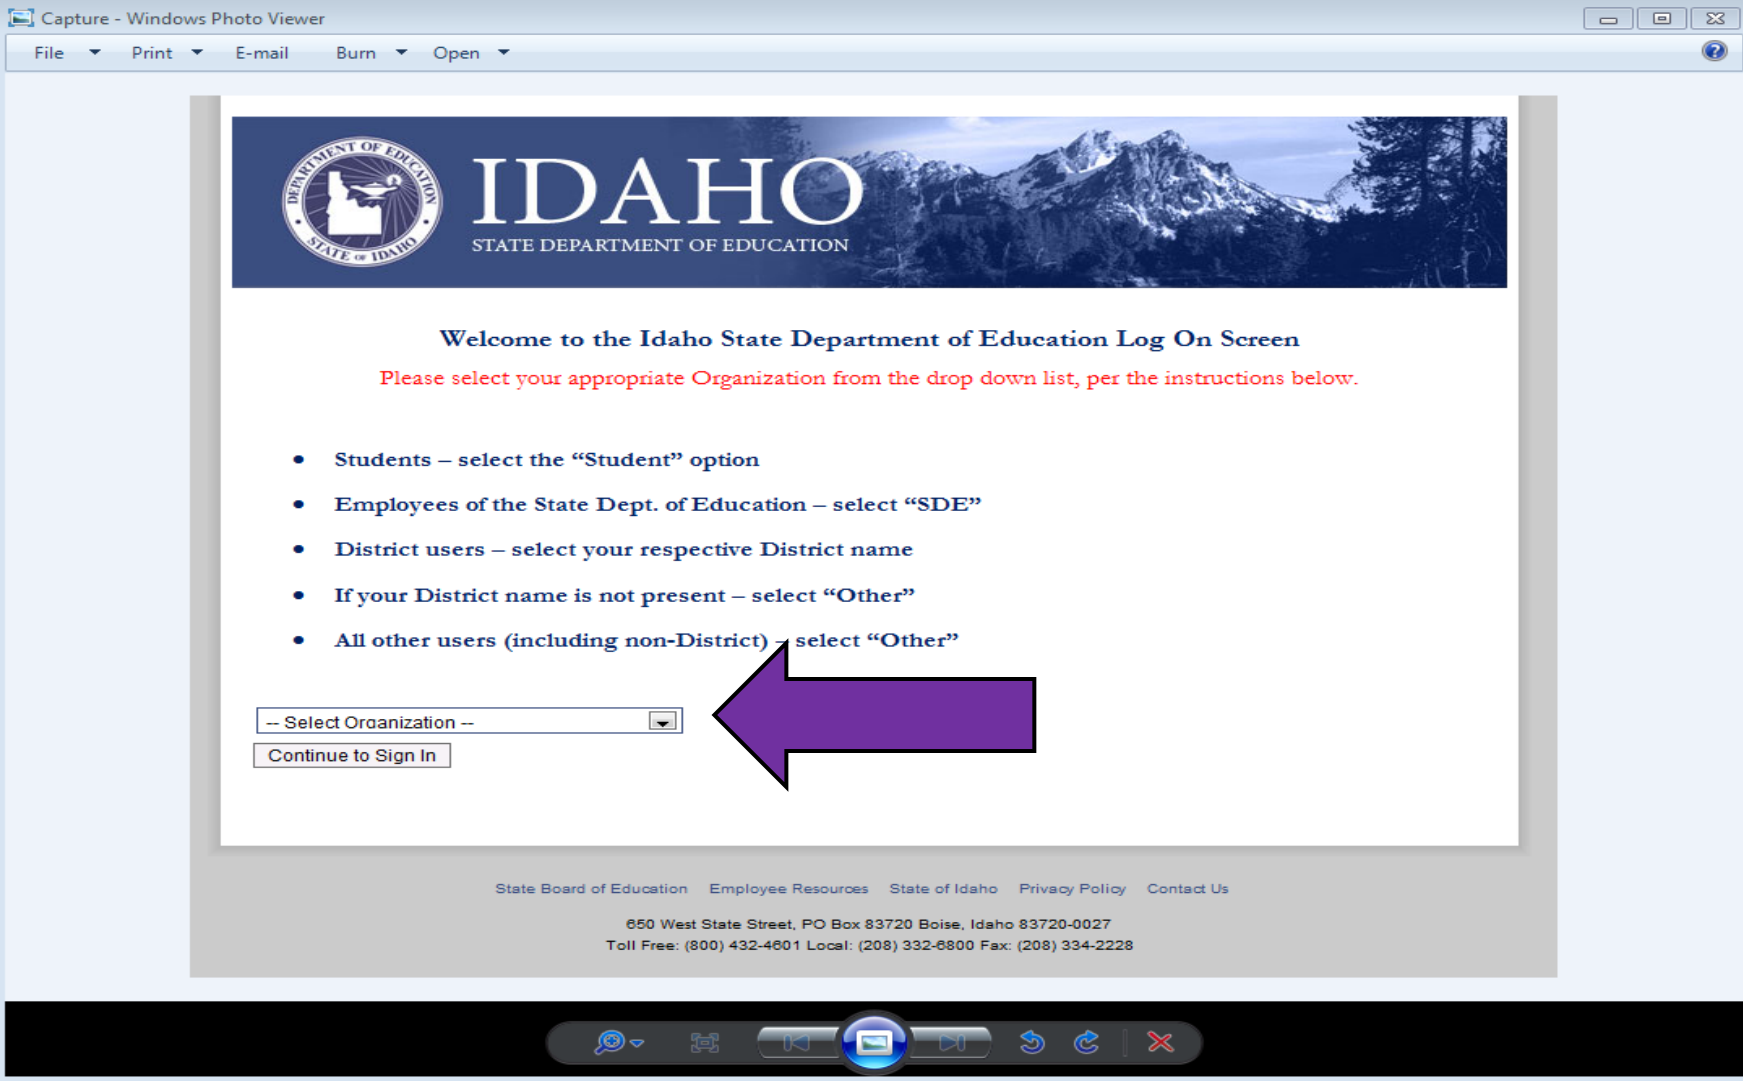 Capture - Windows Photo Viewer
File Print E-mail Burn Open
DEPARTMENT OF EDUCATION
STATE OF IDAHO
IDAHO
STATE DEPARTMENT OF EDUCATION
Welcome to the Idaho State Department of Education Log On Screen
Please select your appropriate Organization from the drop down list, per the instructions below.
• Students – select the “Student” option
• Employees of the State Dept. of Education – select “SDE”
• District users – select your respective District name
• If your District name is not present – select “Other”
• All other users (including non-District) – select “Other”
-- Select Organization --
Continue to Sign In
State Board of Education Employee Resources State of Idaho Privacy Policy Contact Us
650 West State Street, PO Box 83720 Boise, Idaho 83720-0027
Toll Free: (800) 432-4601 Local: (208) 332-6800 Fax: (208) 334-2228